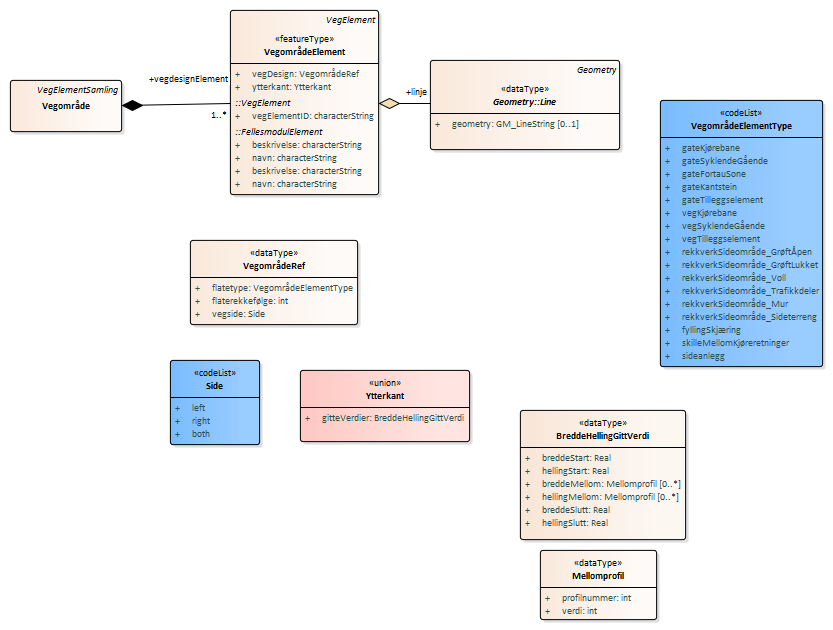 VegElementSamling
Vegområde
+vegdesignElement
1..*
VegElement
«featureType»
VegområdeElement
+ vegDesign: VegområdeRef
+ ytterkant: Ytterkant
::VegElement
+ vegElementID: characterString
::FellesmodulElement
+ beskrivelse: characterString
+ navn: characterString
+ beskrivelse: characterString
+ navn: characterString
+linje
Geometry
«dataType»
Geometry::Line
+ geometry: GM_LineString [0..1]
«codeList»
VegområdeElementType
+ gateKjørebane
+ gateSyklendeGående
+ gateFortauSone
+ gateKantstein
+ gateTilleggselement
+ vegKjørebane
+ vegSyklendeGående
+ vegTilleggselement
+ rekkverkSideområde_GrøftÅpen
+ rekkverkSideområde_GrøftLukket
+ rekkverkSideområde_Voll
+ rekkverkSideområde_Trafikkdeler
+ rekkverkSideområde_Mur
+ rekkverkSideområde_Sideterreng
+ fyllingSkjæring
+ skilleMellomKjøreretninger
+ sideanlegg
«dataType»
VegområdeRef
+ flatetype: VegområdeElementType
+ flaterekkefølge: int
+ vegside: Side
«codeList»
Side
+ left
+ right
+ both
«union»
Ytterkant
+ gitteVerdier: BreddeHellingGittVerdi
«dataType»
BreddeHellingGittVerdi
+ breddeStart: Real
+ hellingStart: Real
+ breddeMellom: Mellomprofil [0..*]
+ hellingMellom: Mellomprofil [0..*]
+ breddeSlutt: Real
+ hellingSlutt: Real
«dataType»
Mellomprofil
+ profilnummer: int
+ verdi: int